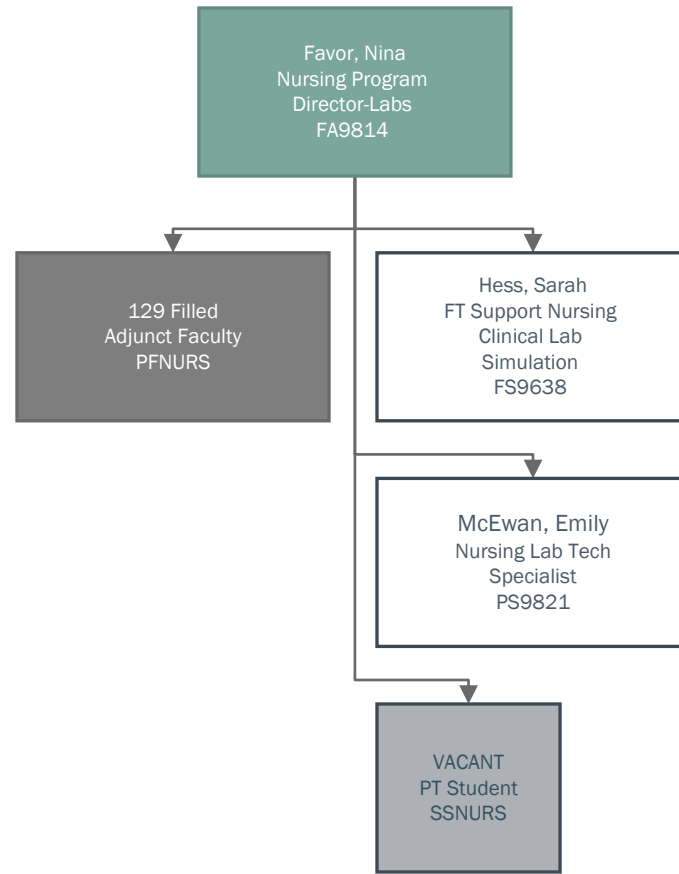 Favor, Nina
Nursing Program
Director-Labs
FA9814
129 Filled
Adjunct Faculty
PFNURS
Hess, Sarah
FT Support Nursing
Clinical Lab
Simulation
FS9638
McEwan, Emily
Nursing Lab Tech
Specialist
PS9821
VACANT
PT Student
SSNURS